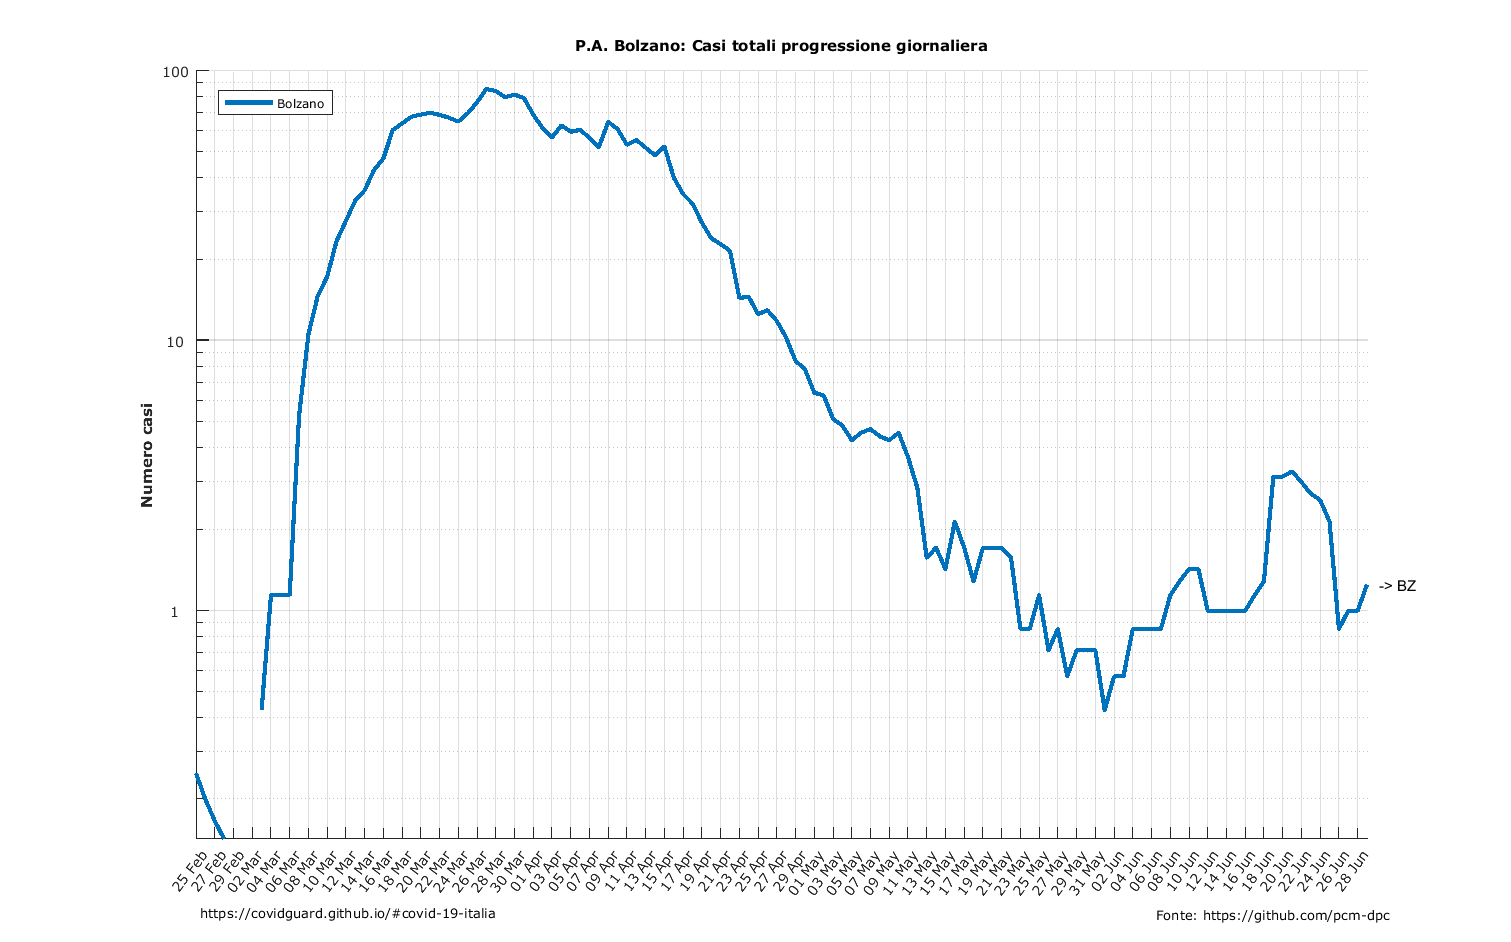 P.A. Bolzano: Casi totali progressione giornaliera
100
Bolzano
10
Numero casi
1
-> BZ
25 Feb
27 Feb
29 Feb
02 Mar
04 Mar
06 Mar
08 Mar
10 Mar
12 Mar
14 Mar
16 Mar
18 Mar
20 Mar
22 Mar
24 Mar
26 Mar
28 Mar
30 Mar
01 Apr
03 Apr
05 Apr
07 Apr
09 Apr
11 Apr
13 Apr
15 Apr
17 Apr
19 Apr
21 Apr
23 Apr
25 Apr
27 Apr
29 Apr
01 May
03 May
05 May
07 May
09 May
11 May
13 May
15 May
17 May
19 May
21 May
23 May
25 May
27 May
29 May
31 May
02 Jun
04 Jun
06 Jun
08 Jun
10 Jun
12 Jun
14 Jun
16 Jun
18 Jun
20 Jun
22 Jun
24 Jun
26 Jun
28 Jun
https://covidguard.github.io/#covid-19-italia
Fonte: https://github.com/pcm-dpc